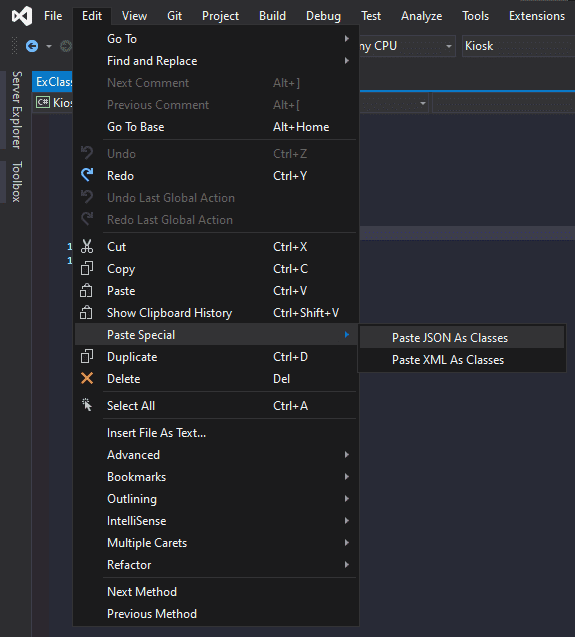 File Edit View Git Project Build Debug Test Analyze Tools Extensions
Go To
ny CPU Kiosk
Find and Replace
Server Explorer
Toolbox
ExClass
Next Comment Alt+]
C# Kios
Previous Comment Alt+[
Go To Base Alt+Home
Undo Ctrl+Z
Redo Ctrl+Y
Undo Last Global Action
Redo Last Global Action
1
Cut Ctrl+X
1
Copy Ctrl+C
Paste Ctrl+V
Show Clipboard History Ctrl+Shift+V
Paste Special
Paste JSON As Classes
Paste XML As Classes
Duplicate Ctrl+D
Delete Del
Select All Ctrl+A
Insert File As Text...
Advanced
Bookmarks
Outlining
IntelliSense
Multiple Carets
Refactor
Next Method
Previous Method